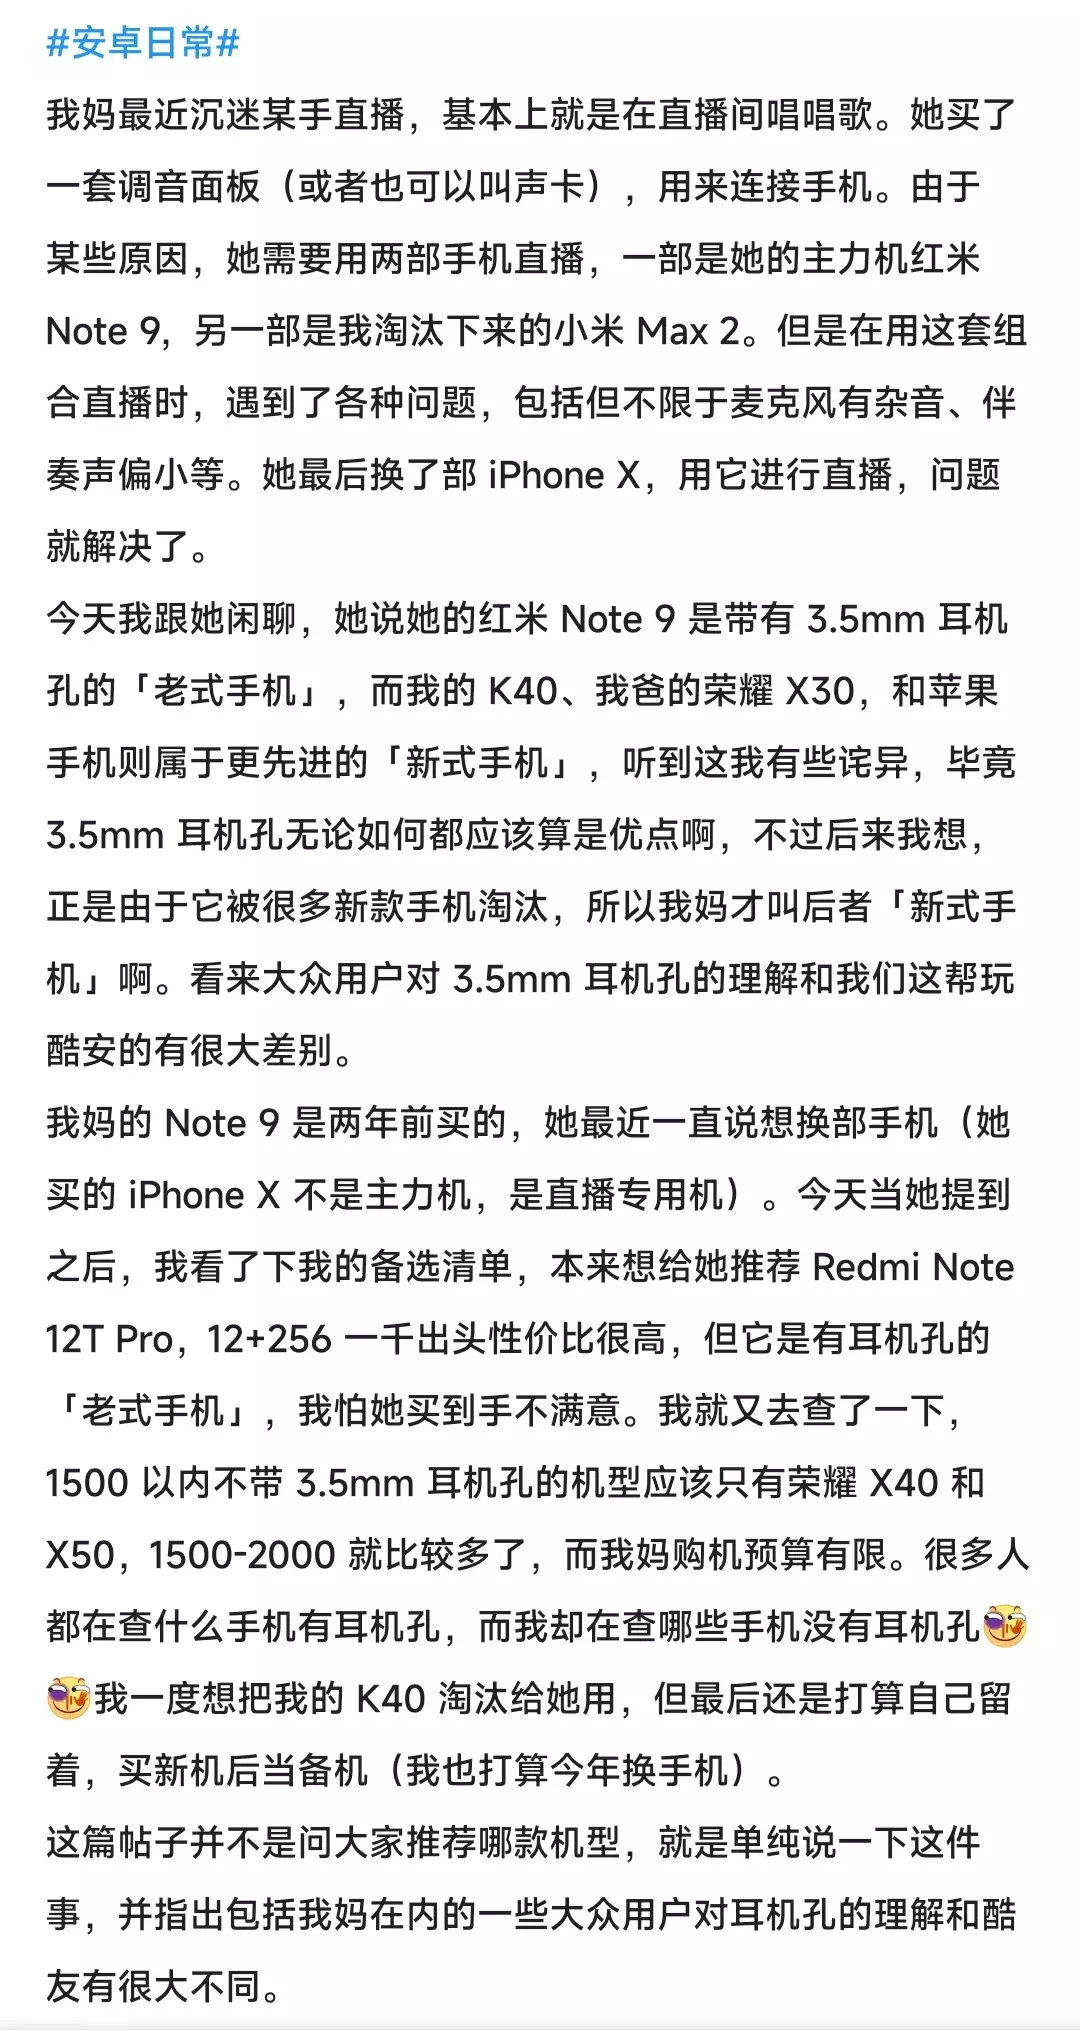 #安卓日常#
我妈最近沉迷某手直播，基本上就是在直播间唱唱歌。她买了
一套调音面板（或者也可以叫声卡），用来连接手机。由于
某些原因，她需要用两部手机直播，一部是她的主力机红米
Note 9，另一部是我淘汰下来的小米 Max 2。但是在用这套组
合直播时，遇到了各种问题，包括但不限于麦克风有杂音、伴
奏声偏小等。她最后换了部 iPhone X，用它进行直播，问题
就解决了。
今天我跟她闲聊，她说她的红米 Note 9 是带有 3.5mm 耳机
孔的「老式手机」，而我的 K40、我爸的荣耀 X30，和苹果
手机则属于更先进的「新式手机」，听到这我有些诧异，毕竟
3.5mm 耳机孔无论如何都应该算是优点啊，不过后来我想，
正是由于它被很多新款手机淘汰，所以我妈才叫后者「新式手
机」啊。看来大众用户对 3.5mm 耳机孔的理解和我们这帮玩
酷安的有很大差别。
我妈的 Note 9 是两年前买的，她最近一直说想换部手机（她
买的 iPhone X 不是主力机，是直播专用机）。今天当她提到
之后，我看了下我的备选清单，本来想给她推荐 Redmi Note
12T Pro，12+256 一千出头性价比很高，但它是有耳机孔的
「老式手机」，我怕她买到手不满意。我就又去查了一下，
1500 以内不带 3.5mm 耳机孔的机型应该只有荣耀 X40 和
X50，1500-2000 就比较多了，而我妈购机预算有限。很多人
都在查什么手机有耳机孔，而我却在查哪些手机没有耳机孔
我一度想把我的 K40 淘汰给她用，但最后还是打算自己留
着，买新机后当备机（我也打算今年换手机）。
这篇帖子并不是问大家推荐哪款机型，就是单纯说一下这件
事，并指出包括我妈在内的一些大众用户对耳机孔的理解和酷
友有很大不同。